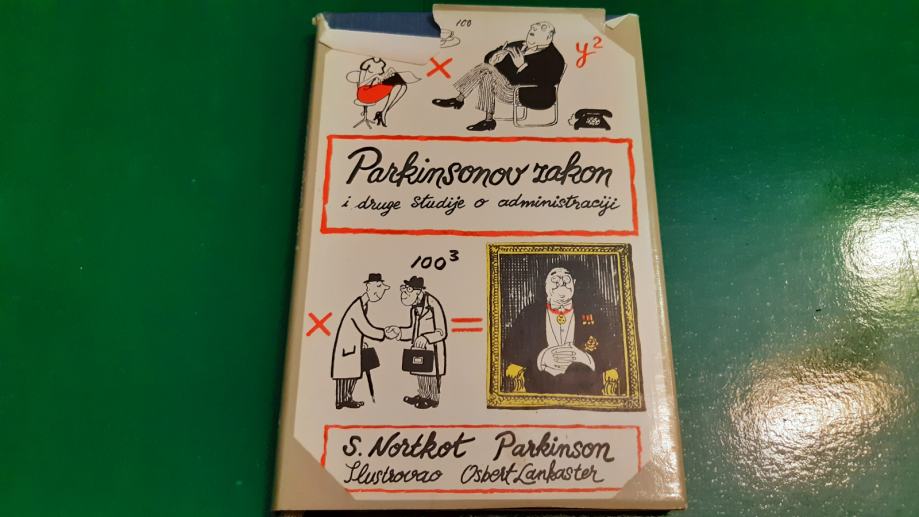 100
× y²
Parkinsonov zakon
i druge studije o administraciji
100³
× =
S. Nortkot Parkinson
Ilustrovao Osbert Lankaster